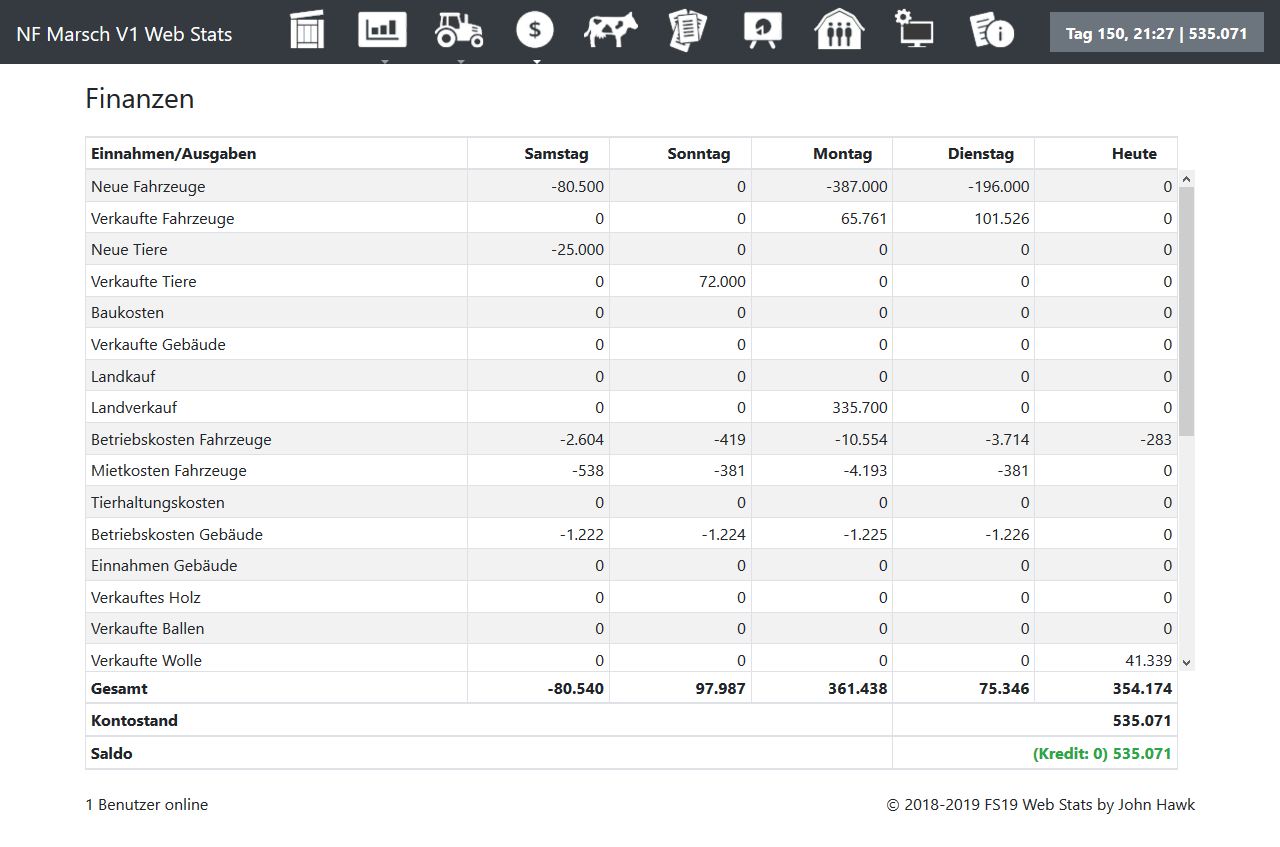 NF Marsch V1 Web Stats
Tag 150, 21:27 | 535.071
Finanzen
Einnahmen/Ausgaben Samstag Sonntag Montag Dienstag Heute
Neue Fahrzeuge -80.500 0 -387.000 -196.000 0
Verkaufte Fahrzeuge 0 0 65.761 101.526 0
Neue Tiere -25.000 0 0 0 0
Verkaufte Tiere 0 72.000 0 0 0
Baukosten 0 0 0 0 0
Verkaufte Gebäude 0 0 0 0 0
Landkauf 0 0 0 0 0
Landverkauf 0 0 335.700 0 0
Betriebskosten Fahrzeuge -2.604 -419 -10.554 -3.714 -283
Mietkosten Fahrzeuge -538 -381 -4.193 -381 0
Tierhaltungskosten 0 0 0 0 0
Betriebskosten Gebäude -1.222 -1.224 -1.225 -1.226 0
Einnahmen Gebäude 0 0 0 0 0
Verkauftes Holz 0 0 0 0 0
Verkaufte Ballen 0 0 0 0 0
Verkaufte Wolle 0 0 0 0 41.339
Gesamt -80.540 97.987 361.438 75.346 354.174
Kontostand 535.071
Saldo (Kredit: 0) 535.071
1 Benutzer online © 2018-2019 FS19 Web Stats by John Hawk